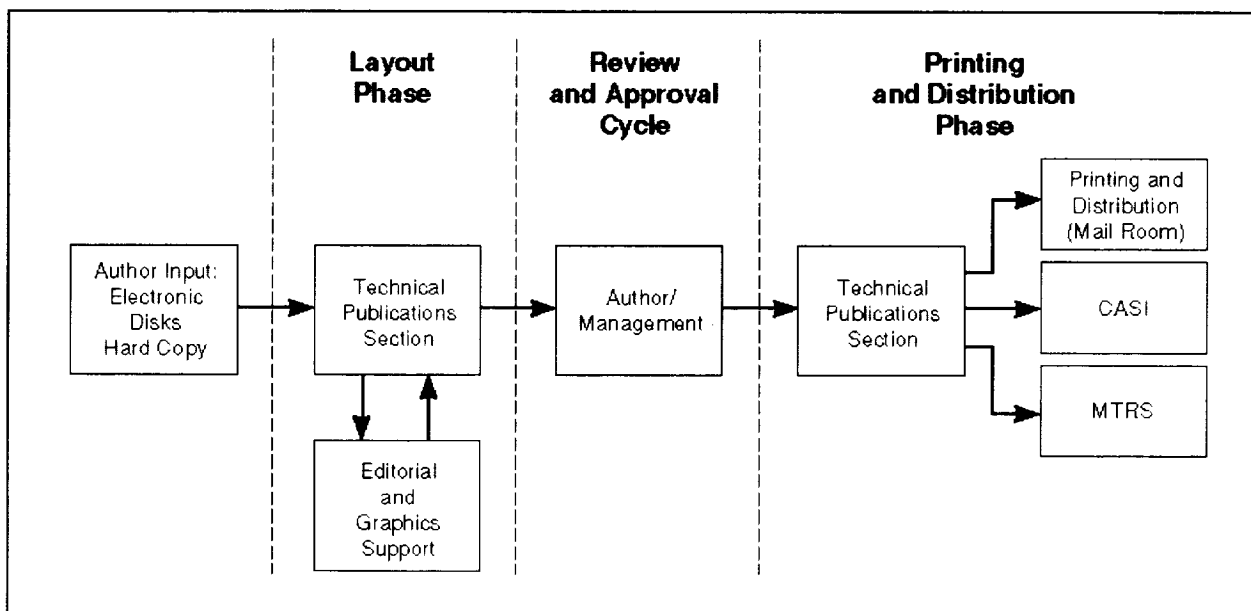 Layout
Phase
Review
and Approval
Cycle
Printing
and Distribution
Phase
Author Input:
Electronic
Disks
Hard Copy
Technical
Publications
Section
Editorial
and
Graphics
Support
Author/
Management
Technical
Publications
Section
Printing and
Distribution
(Mail Room)
CASI
MTRS